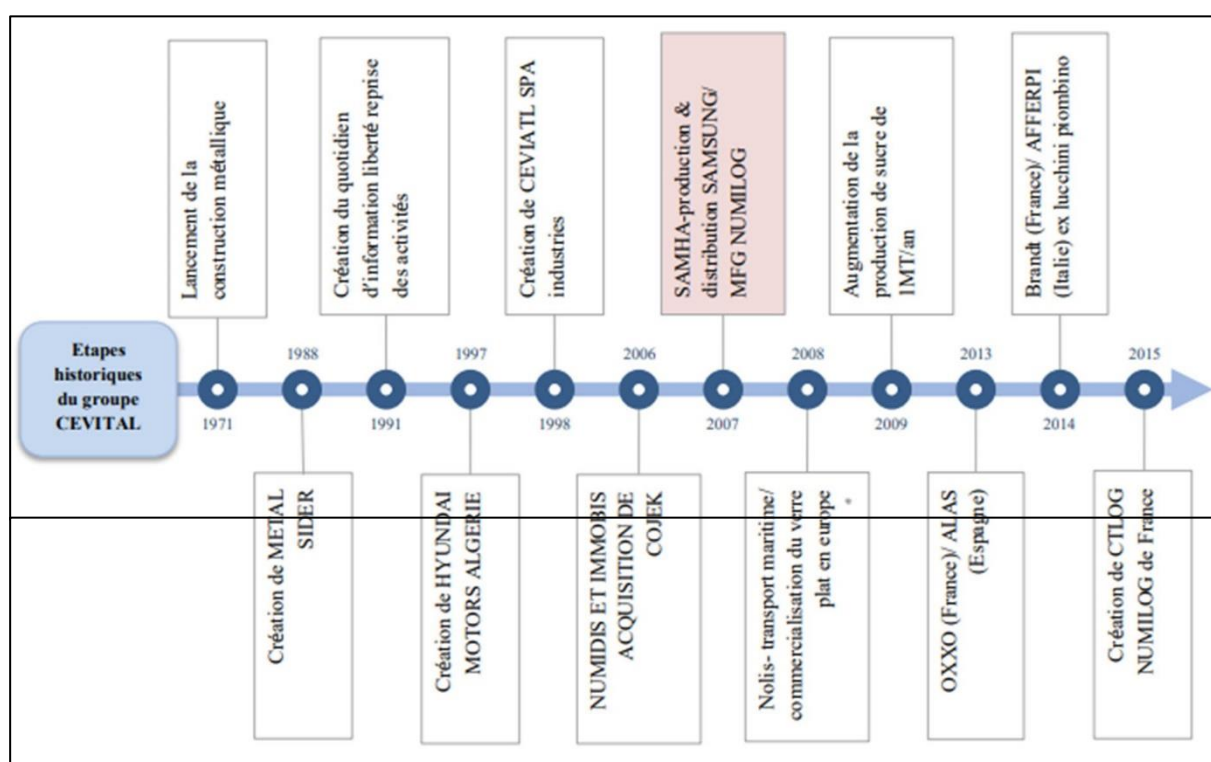 Etapes
historiques
du groupe
CEVITAL
1971
Lancement de la
construction métallique
1988
Création de METAL
SIDER
1991
Création du quotidien
d'information liberté reprise
des activités
1997
Création de HYUNDAI
MOTORS ALGERIE
1998
Création de CEVIATL SPA
industries
2006
NUMIDIS ET IMMOBIS
ACQUISITION DE
COJEK
2007
SAMHA-production &
distribution SAMSUNG/
MFG NUMILOG
2008
Nolis- transport maritime/
commercialisation du verre
plat en europe
2009
Augmentation de la
production de sucre de
1MT/an
2013
OXXO (France)/ ALAS
(Espagne)
2014
Brandt (France)/ AFFERPI
(Italie) ex lucchini piombino
2015
Création de CTLOG
NUMILOG de France